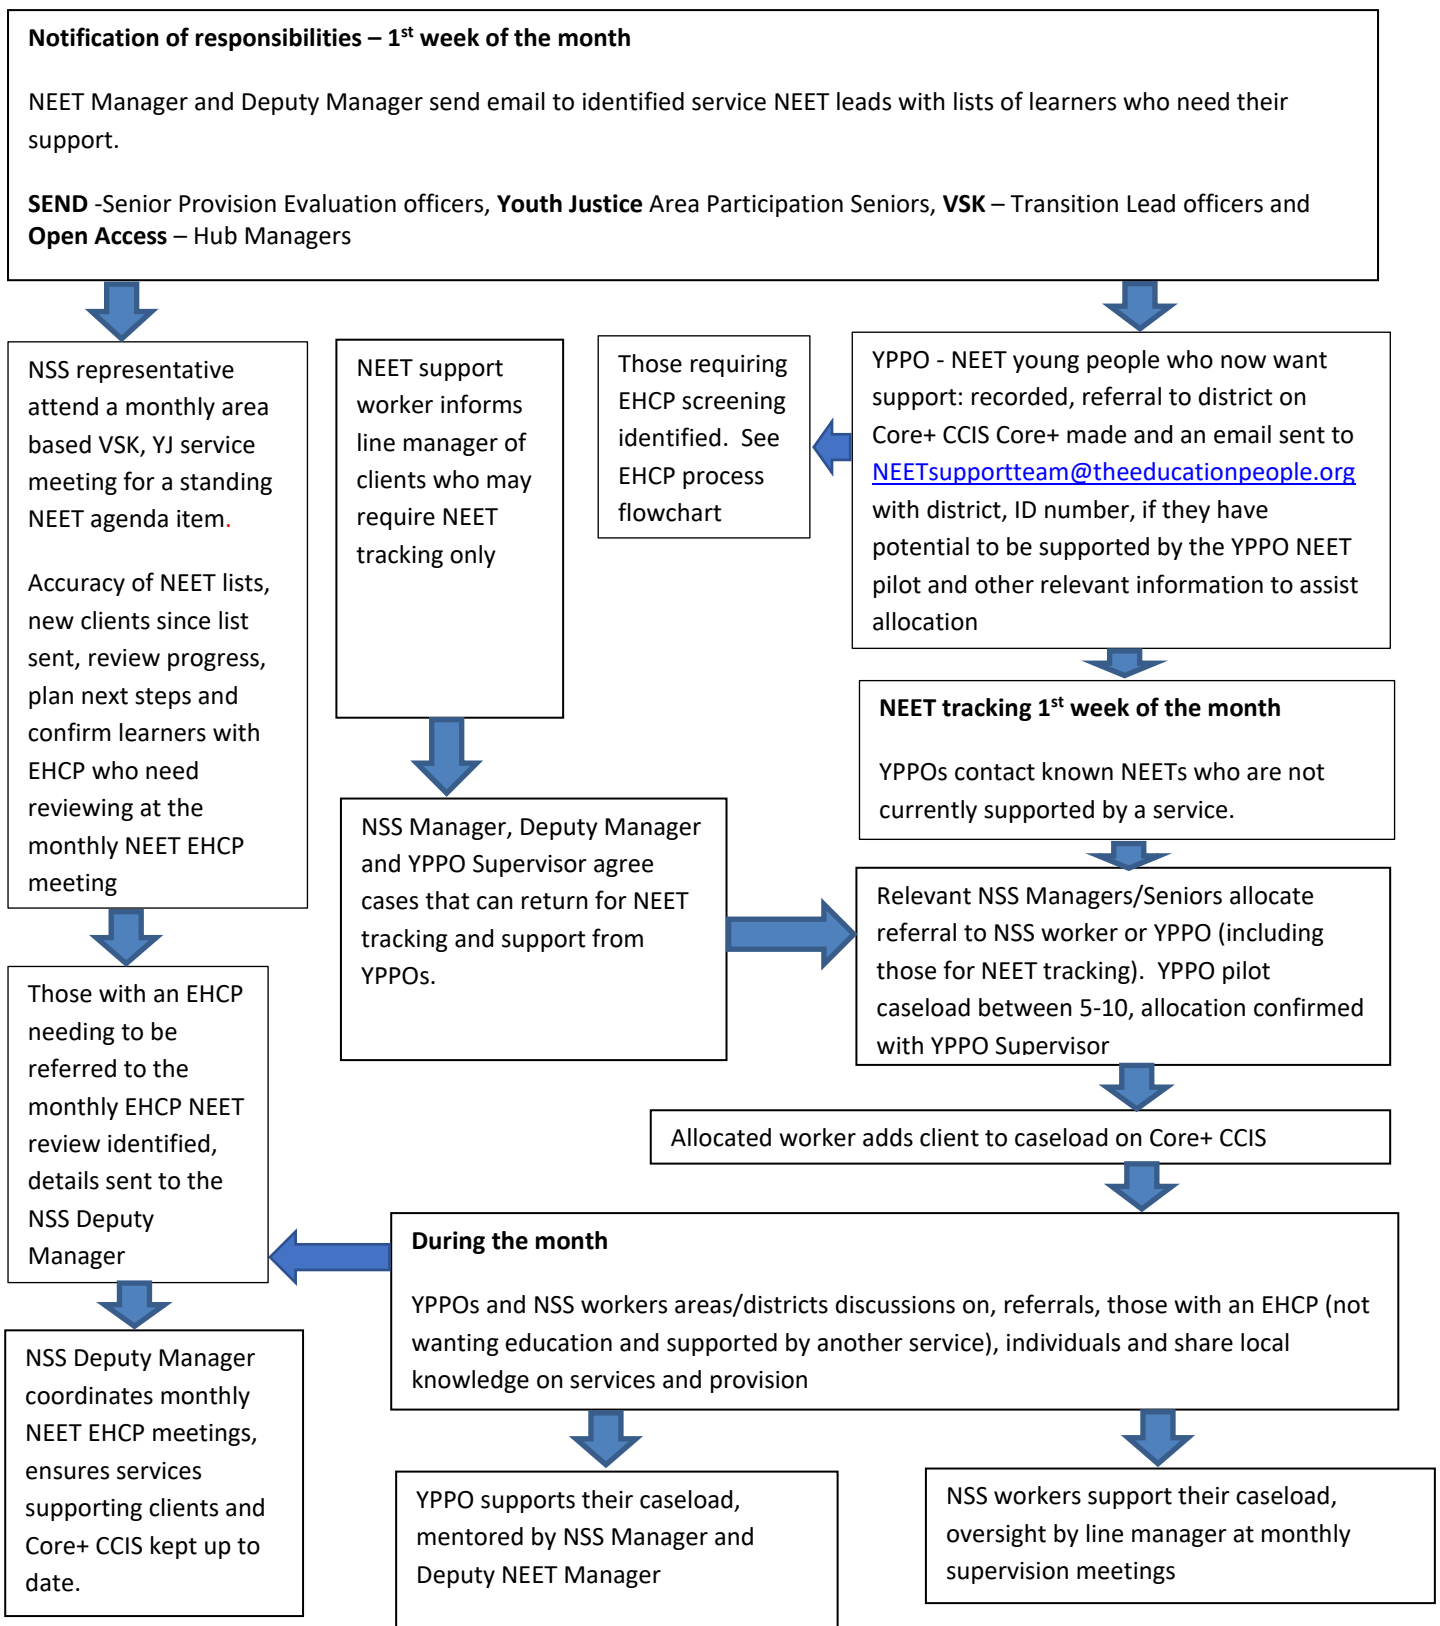 Notification of responsibilities – 1st week of the month
NEET Manager and Deputy Manager send email to identified service NEET leads with lists of learners who need their
support.
SEND -Senior Provision Evaluation officers, Youth Justice Area Participation Seniors, VSK – Transition Lead officers and
Open Access – Hub Managers
NSS representative
attend a monthly area
based VSK, YJ service
meeting for a standing
NEET agenda item.
Accuracy of NEET lists,
new clients since list
sent, review progress,
plan next steps and
confirm learners with
EHCP who need
reviewing at the
monthly NEET EHCP
meeting
NEET support
worker informs
line manager of
clients who may
require NEET
tracking only
Those requiring
EHCP screening
identified.  See
EHCP process
flowchart
YPPO - NEET young people who now want
support: recorded, referral to district on
Core+ CCIS Core+ made and an email sent to
NEETsupportteam@theeducationpeople.org
with district, ID number, if they have
potential to be supported by the YPPO NEET
pilot and other relevant information to assist
allocation
NEET tracking 1st week of the month
YPPOs contact known NEETs who are not
currently supported by a service.
NSS Manager, Deputy Manager
and YPPO Supervisor agree
cases that can return for NEET
tracking and support from
YPPOs.
Relevant NSS Managers/Seniors allocate
referral to NSS worker or YPPO (including
those for NEET tracking).  YPPO pilot
caseload between 5-10, allocation confirmed
with YPPO Supervisor
Those with an EHCP
needing to be
referred to the
monthly EHCP NEET
review identified,
details sent to the
NSS Deputy
Manager
Allocated worker adds client to caseload on Core+ CCIS
During the month
YPPOs and NSS workers areas/districts discussions on, referrals, those with an EHCP (not
wanting education and supported by another service), individuals and share local
knowledge on services and provision
NSS Deputy Manager
coordinates monthly
NEET EHCP meetings,
ensures services
supporting clients and
Core+ CCIS kept up to
date.
YPPO supports their caseload,
mentored by NSS Manager and
Deputy NEET Manager
NSS workers support their caseload,
oversight by line manager at monthly
supervision meetings